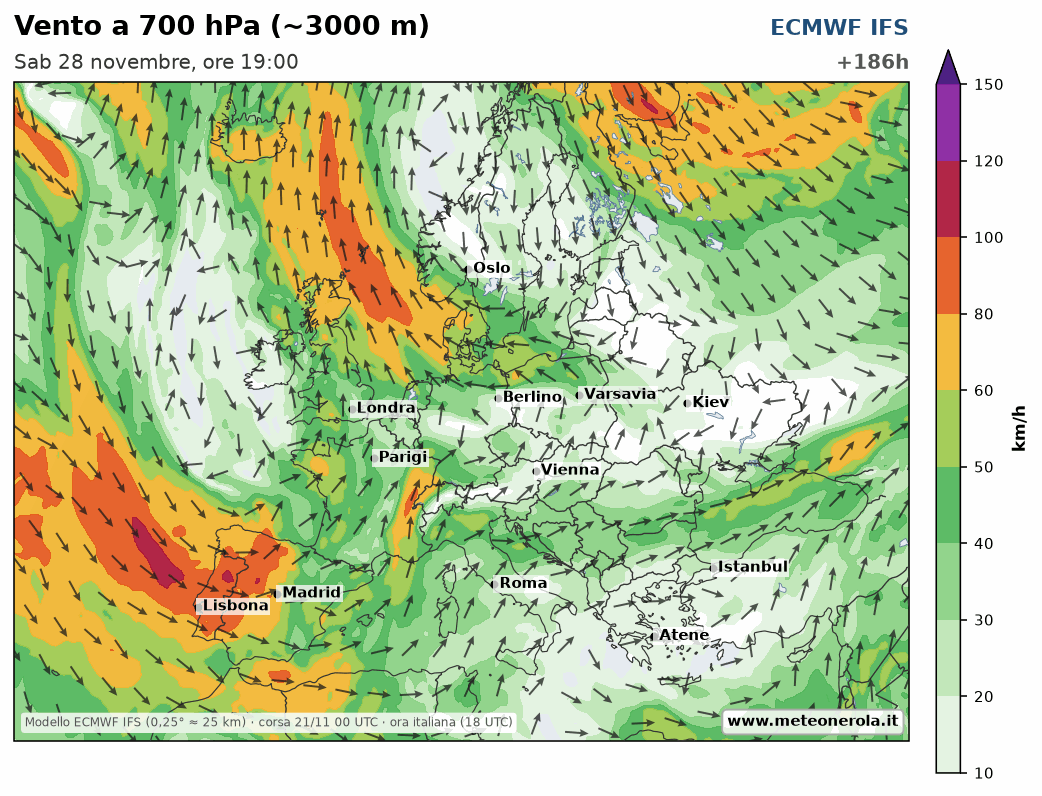 Vento a 700 hPa (~3000 m)
ECMWF IFS
Sab 28 novembre, ore 19:00
+186h
150
120
100
80
60
50
40
30
20
10
km/h
Oslo
Berlino
Varsavia
Kiev
Londra
Parigi
Vienna
Istanbul
Roma
Madrid
Lisbona
Atene
Modello ECMWF IFS (0,25° ≈ 25 km) · corsa 21/11 00 UTC · ora italiana (18 UTC)
www.meteonerola.it